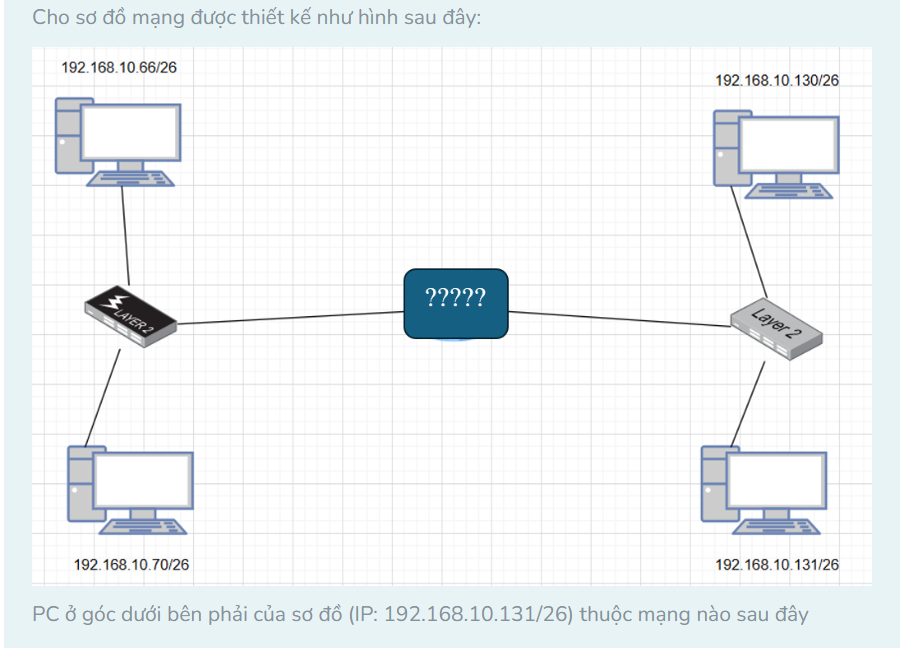 Cho sơ đồ mạng được thiết kế như hình sau đây:
192.168.10.66/26
192.168.10.130/26
?????
LAYER 2
Layer 2
192.168.10.70/26
192.168.10.131/26
PC ở góc dưới bên phải của sơ đồ (IP: 192.168.10.131/26) thuộc mạng nào sau đây